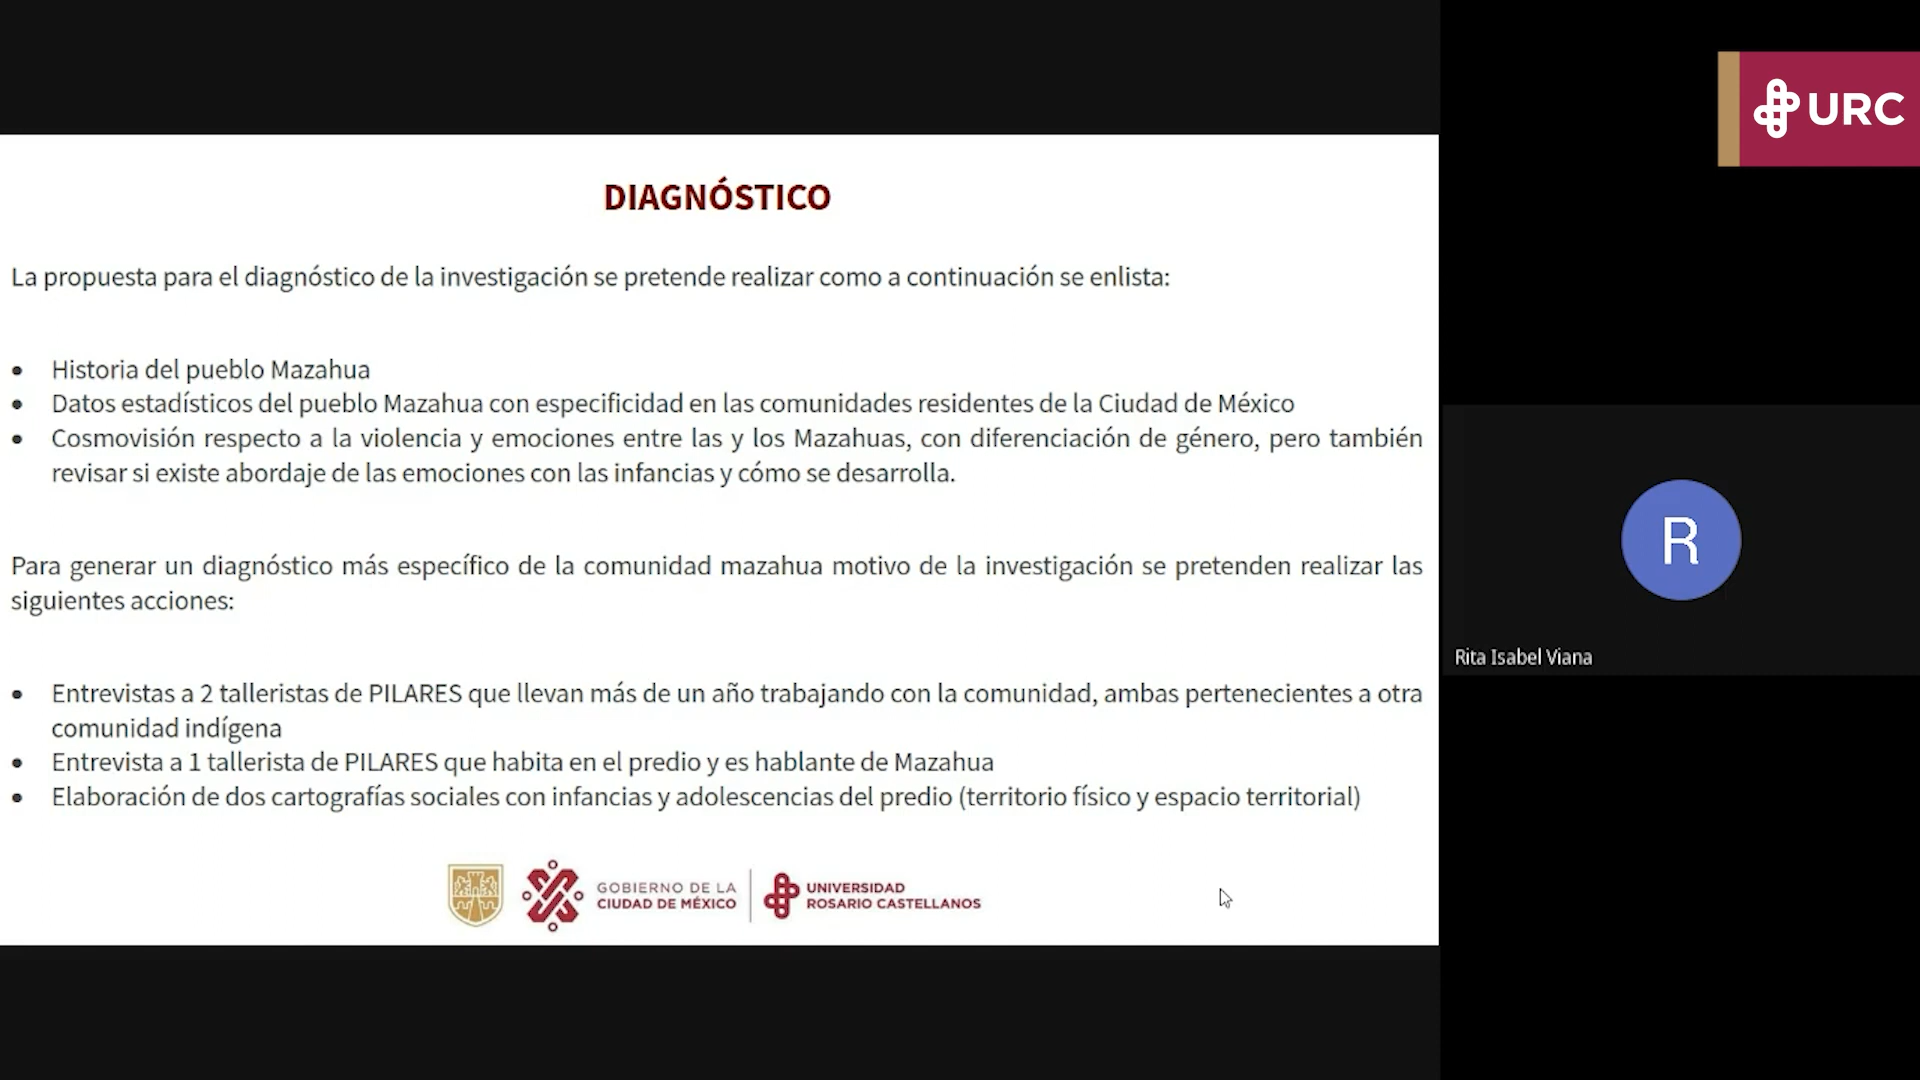 URC
DIAGNÓSTICO
La propuesta para el diagnóstico de la investigación se pretende realizar como a continuación se enlista:
• Historia del pueblo Mazahua
• Datos estadísticos del pueblo Mazahua con especificidad en las comunidades residentes de la Ciudad de México
• Cosmovisión respecto a la violencia y emociones entre las y los Mazahuas, con diferenciación de género, pero también
revisar si existe abordaje de las emociones con las infancias y cómo se desarrolla.
Para generar un diagnóstico más específico de la comunidad mazahua motivo de la investigación se pretenden realizar las
siguientes acciones:
• Entrevistas a 2 talleristas de PILARES que llevan más de un año trabajando con la comunidad, ambas pertenecientes a otra
comunidad indígena
• Entrevista a 1 tallerista de PILARES que habita en el predio y es hablante de Mazahua
• Elaboración de dos cartografías sociales con infancias y adolescencias del predio (territorio físico y espacio territorial)
GOBIERNO DE LA
CIUDAD DE MÉXICO
UNIVERSIDAD
ROSARIO CASTELLANOS
R
Rita Isabel Viana